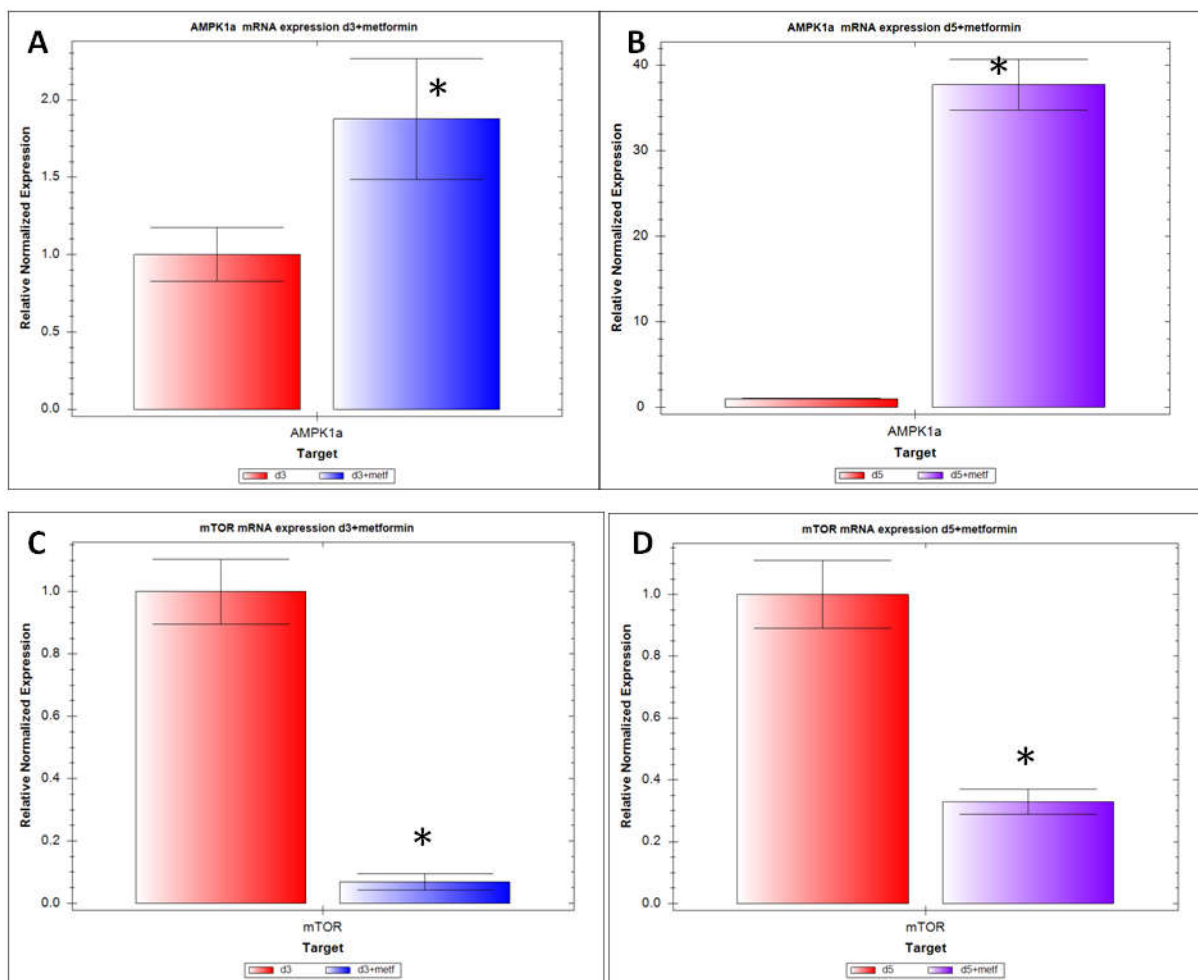 A
AMPK1a mRNA expression d3+metformin
Relative Normalized Expression
2.0
1.5
1.0
0.5
0.0
*
AMPK1a
Target
d3 d3+metf
B
AMPK1a mRNA expression d5+metformin
Relative Normalized Expression
40
30
20
10
0
*
AMPK1a
Target
d5 d5+metf
C
mTOR mRNA expression d3+metformin
Relative Normalized Expression
1.0
0.8
0.6
0.4
0.2
0.0
*
mTOR
Target
d3 d3+metf
D
mTOR mRNA expression d5+metformin
Relative Normalized Expression
1.0
0.8
0.6
0.4
0.2
0.0
*
mTOR
Target
d5 d5+metf